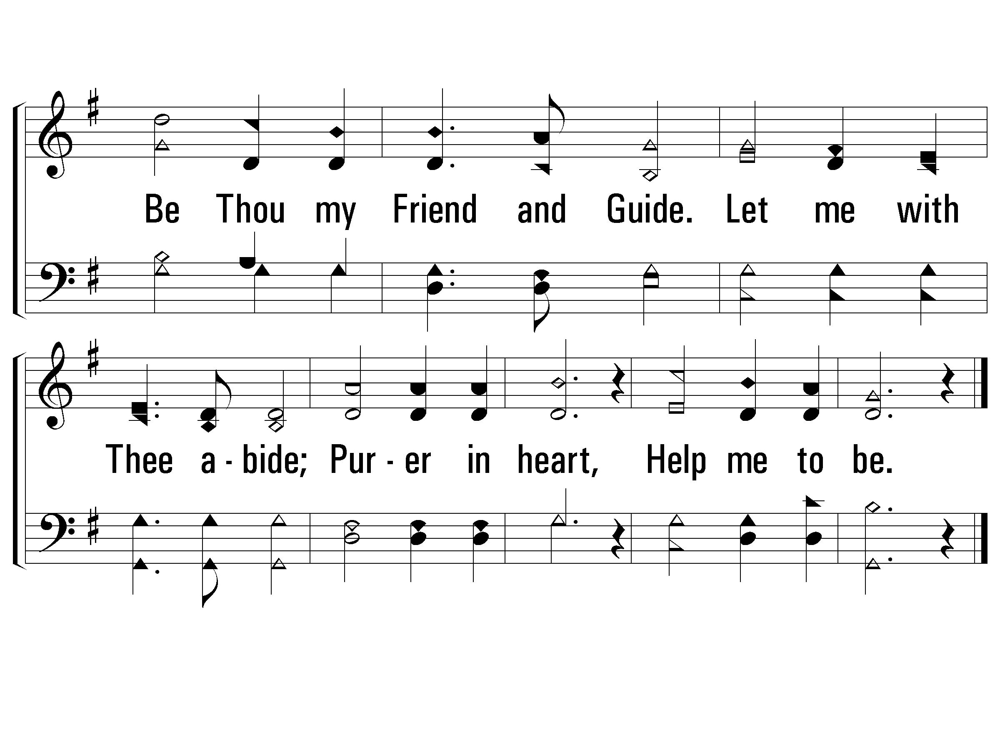 Be Thou my Friend and Guide. Let me with
Thee a - bide; Pur - er in heart, Help me to be.